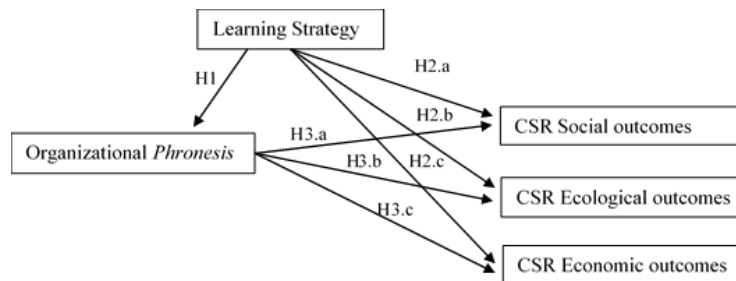 Learning Strategy
H1
H2.a
H2.b
CSR Social outcomes
H3.a
Organizational Phronesis
H3.b
H2.c
CSR Ecological outcomes
H3.c
CSR Economic outcomes